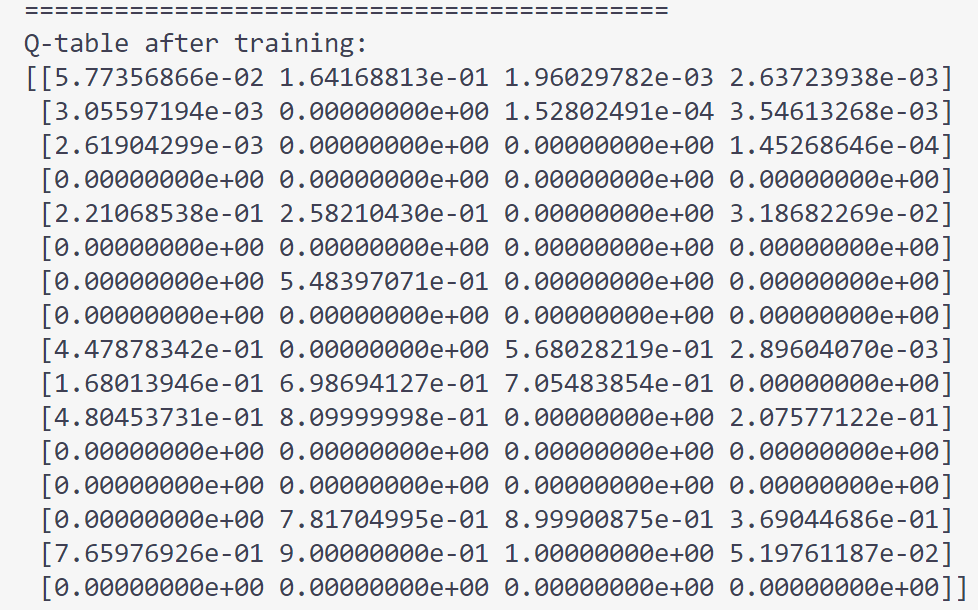 ===========================================
Q-table after training:
[[5.77356866e-02 1.64168813e-01 1.96029782e-03 2.63723938e-03]
[3.05597194e-03 0.00000000e+00 1.52802491e-04 3.54613268e-03]
[2.61904299e-03 0.00000000e+00 0.00000000e+00 1.45268646e-04]
[0.00000000e+00 0.00000000e+00 0.00000000e+00 0.00000000e+00]
[2.21068538e-01 2.58210430e-01 0.00000000e+00 3.18682269e-02]
[0.00000000e+00 0.00000000e+00 0.00000000e+00 0.00000000e+00]
[0.00000000e+00 5.48397071e-01 0.00000000e+00 0.00000000e+00]
[0.00000000e+00 0.00000000e+00 0.00000000e+00 0.00000000e+00]
[4.47878342e-01 0.00000000e+00 5.68028219e-01 2.89604070e-03]
[1.68013946e-01 6.98694127e-01 7.05483854e-01 0.00000000e+00]
[4.80453731e-01 8.09999998e-01 0.00000000e+00 2.07577122e-01]
[0.00000000e+00 0.00000000e+00 0.00000000e+00 0.00000000e+00]
[0.00000000e+00 0.00000000e+00 0.00000000e+00 0.00000000e+00]
[0.00000000e+00 7.81704995e-01 8.99900875e-01 3.69044686e-01]
[7.65976926e-01 9.00000000e-01 1.00000000e+00 5.19761187e-02]
[0.00000000e+00 0.00000000e+00 0.00000000e+00 0.00000000e+00]]